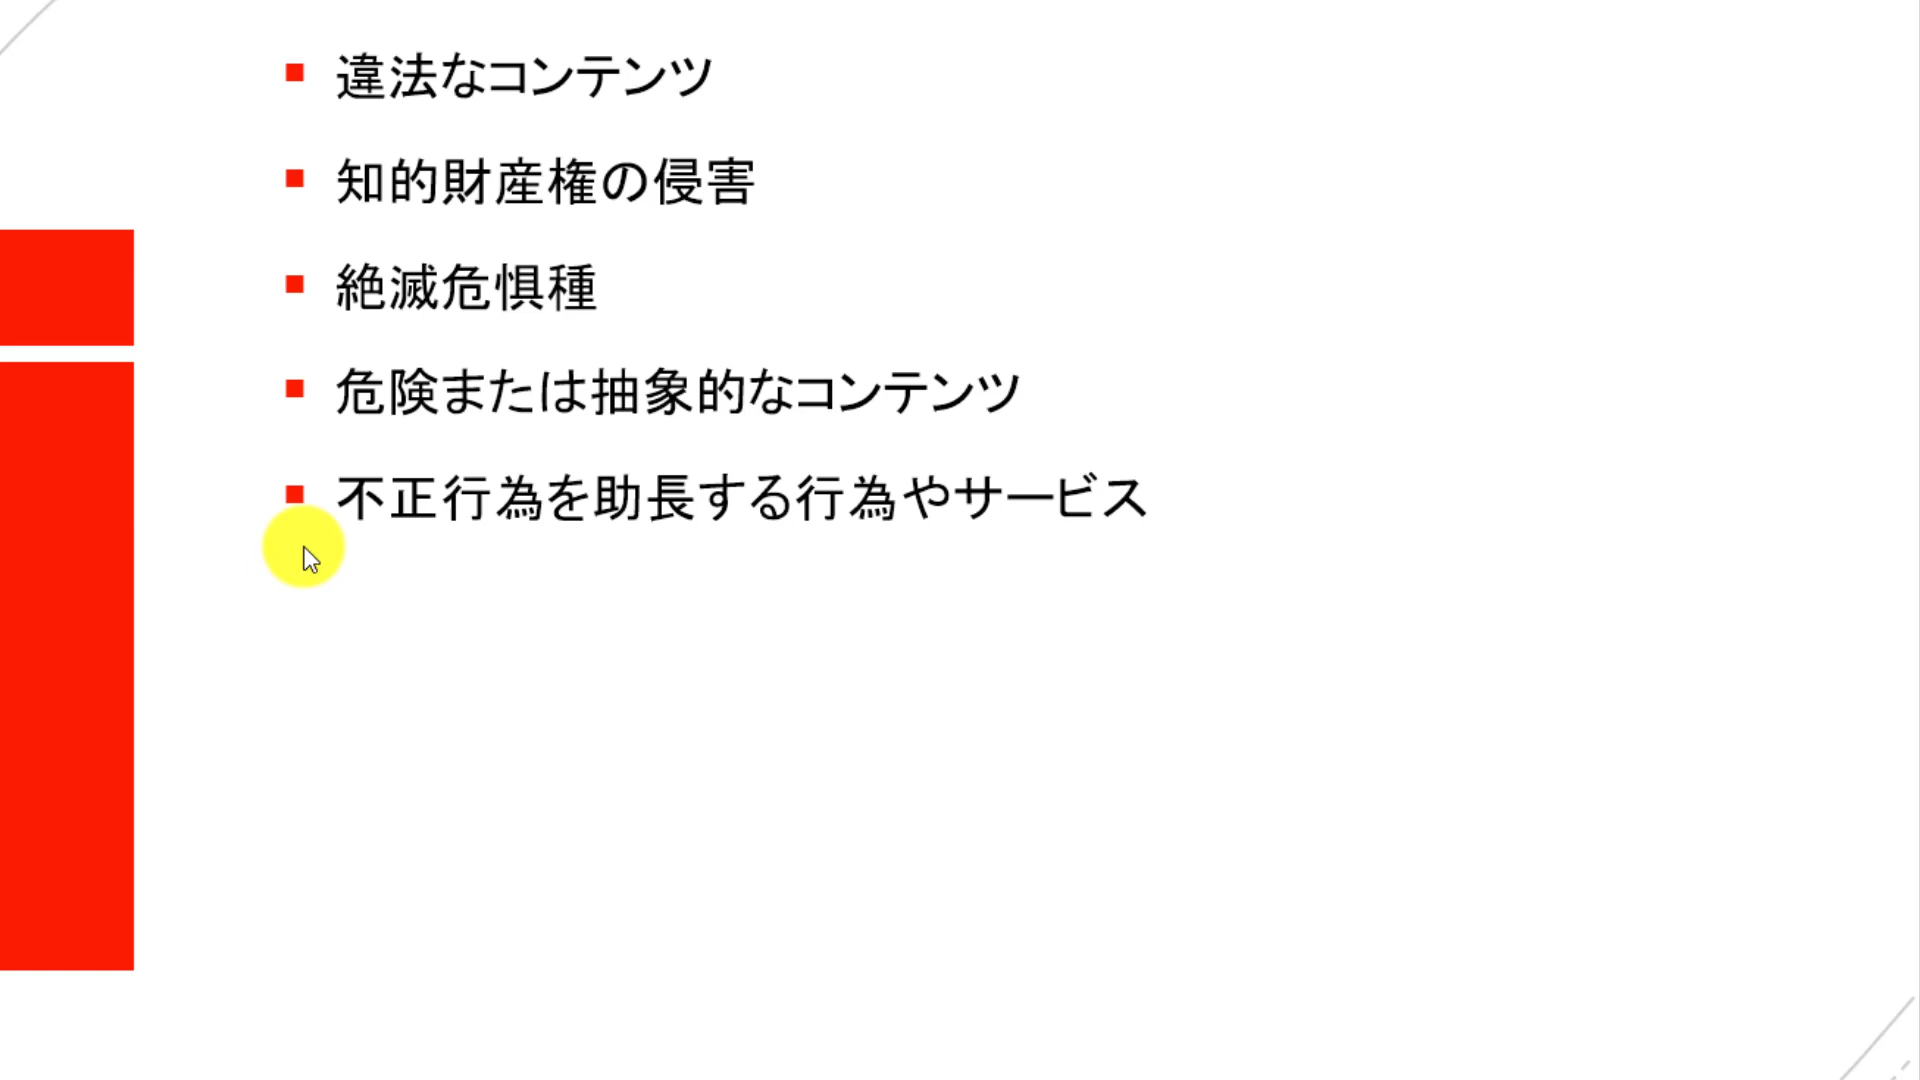 違法なコンテンツ
知的財産権の侵害
絶滅危惧種
危険または抽象的なコンテンツ
不正行為を助長する行為やサービス